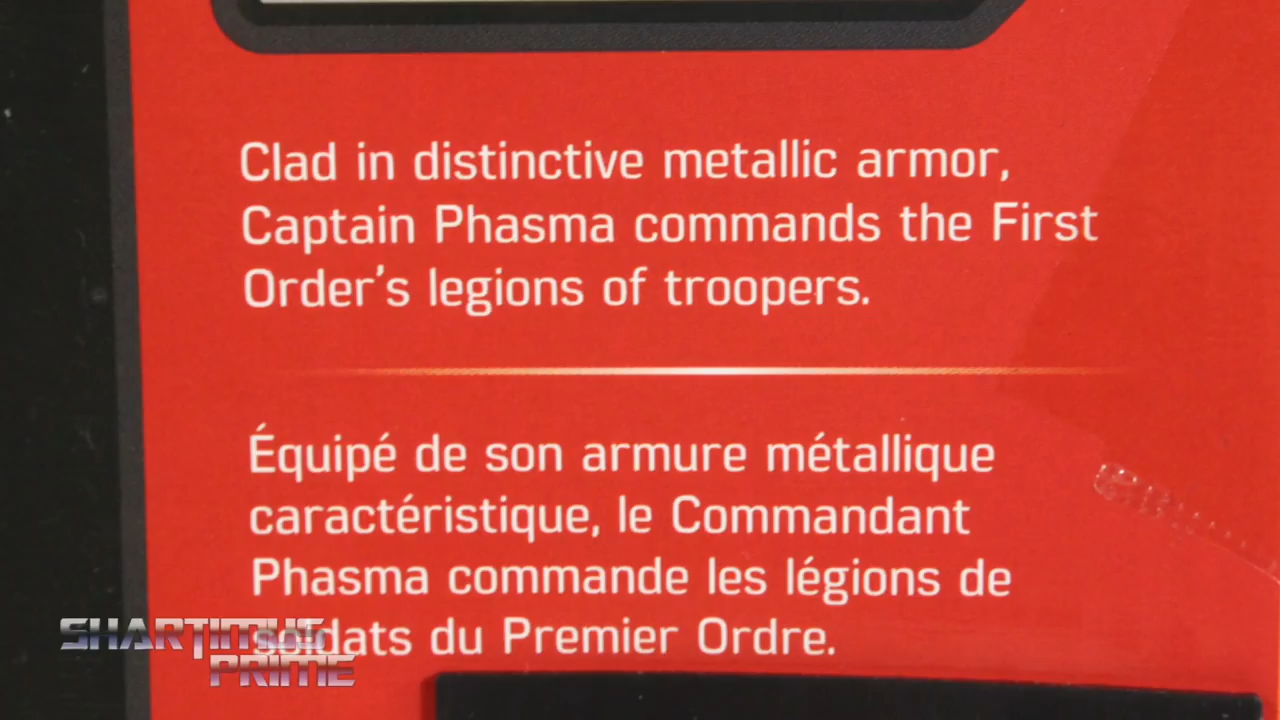 Clad in distinctive metallic armor,
Captain Phasma commands the First
Order's legions of troopers.
Équipé de son armure métallique
caractéristique, le Commandant
Phasma commande les légions de
soldats du Premier Ordre.
SHARTIMUS
PRIME